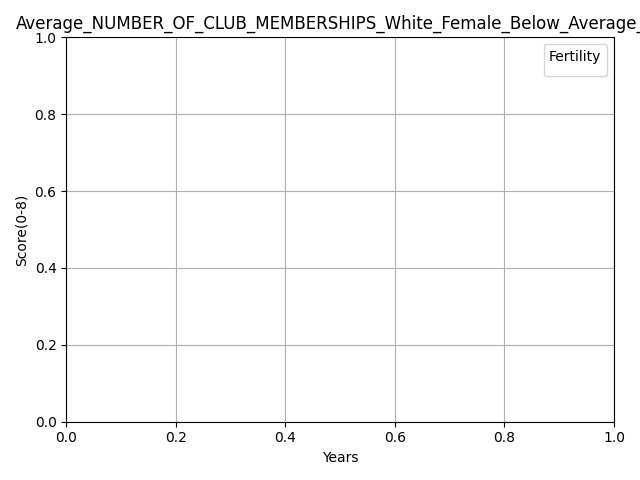 Average_NUMBER_OF_CLUB_MEMBERSHIPS_White_Female_Below_Average_
Fertility
1.0
0.8
0.6
0.4
0.2
0.0
Score(0-8)
0.0 0.2 0.4 0.6 0.8 1.0
Years